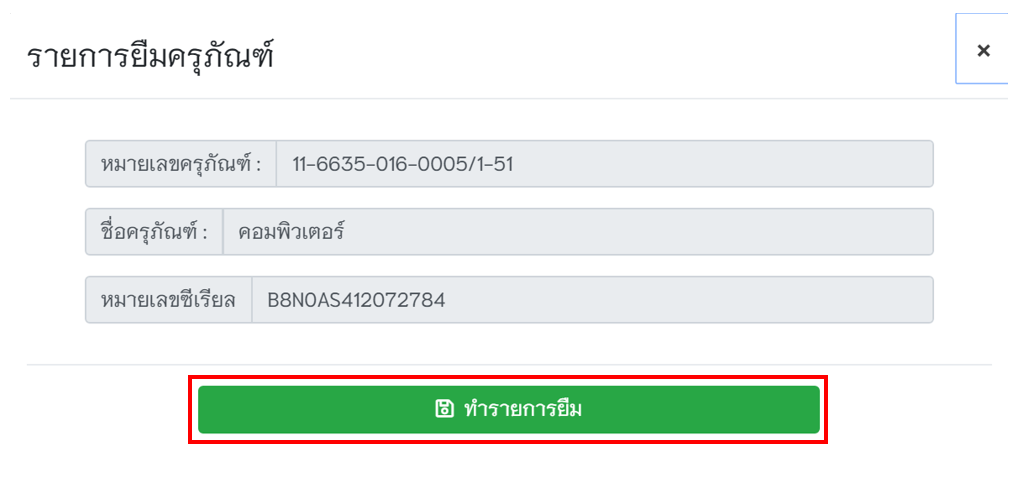 รายการยืมครุภัณฑ์
×
หมายเลขครุภัณฑ์ : 11-6635-016-0005/1-51
ชื่อครุภัณฑ์ : คอมพิวเตอร์
หมายเลขซีเรียล B8N0AS412072784
ทำรายการยืม